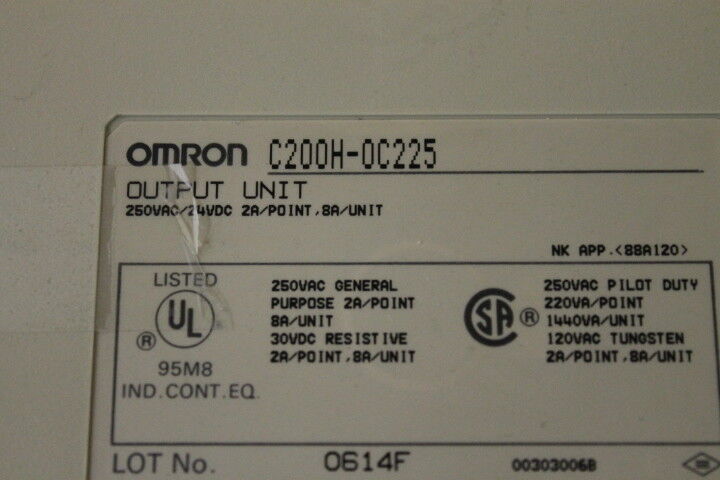 OMRON C200H-OC225
OUTPUT UNIT
250VAC/24VDC 2A/POINT,8A/UNIT
NK APP.<88A120>
LISTED
UL
®
95M8
IND.CONT.EQ.
250VAC GENERAL
PURPOSE 2A/POINT
8A/UNIT
30VDC RESISTIVE
2A/POINT,8A/UNIT
SA ®
250VAC PILOT DUTY
220VA/POINT
1440VA/UNIT
120VAC TUNGSTEN
2A/POINT,8A/UNIT
LOT No. 0614F 00303006B